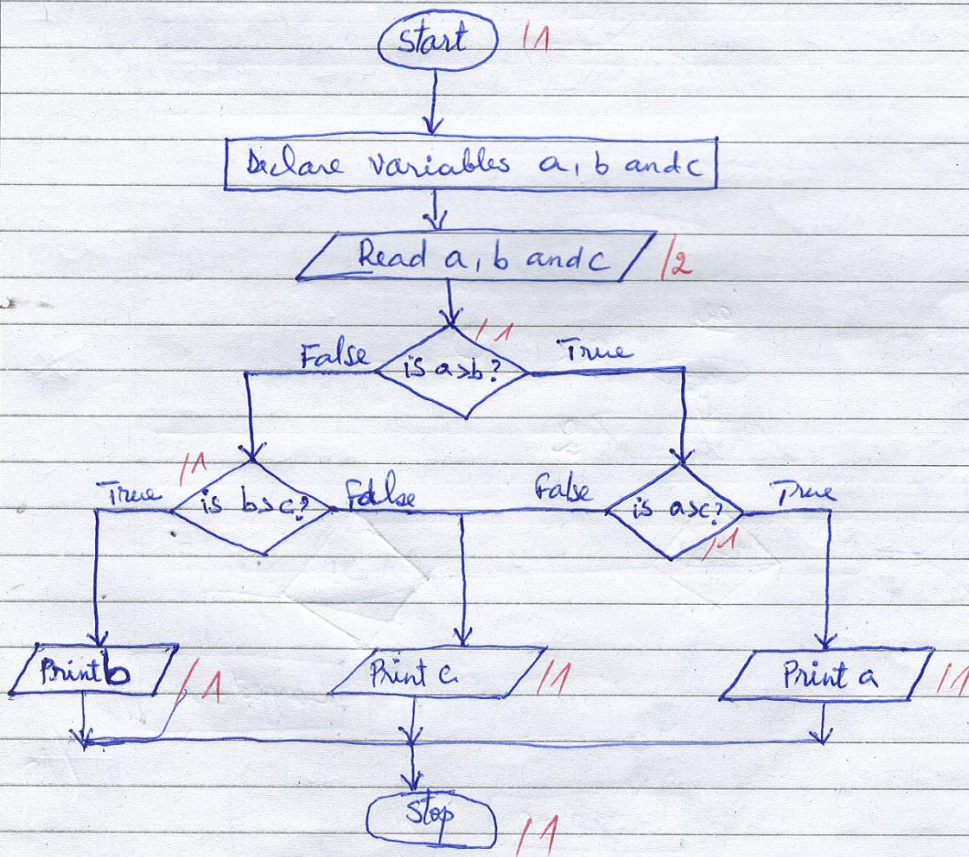 Start /1
Declare variables a, b and c
Read a, b and c /2
/1
False is a>b? True
/1
True is b>c? False False is a>c? True
/1
Print b /1 Print c /1 Print a /1
Stop /1